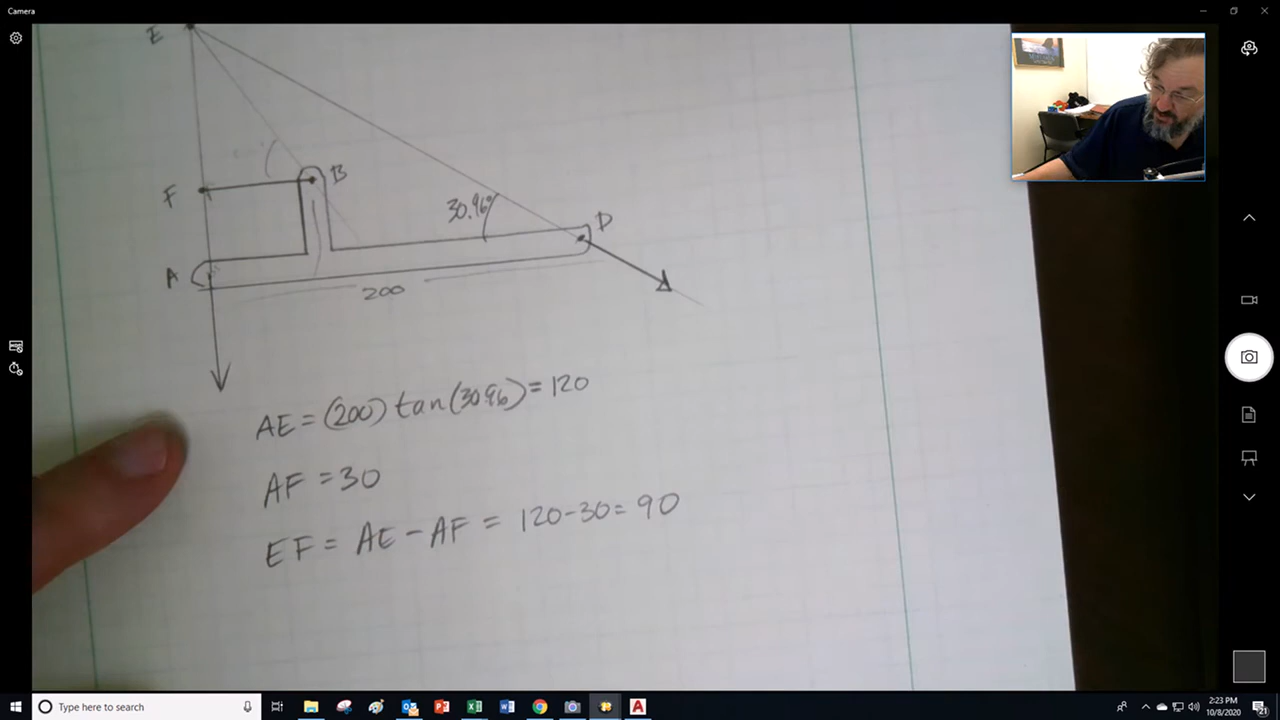 Camera
E
B
F
30.96°
D
A
200
AE = (200) tan(30.96) = 120
AF = 30
EF = AE - AF = 120-30= 90
Type here to search
2:23 PM
10/8/2020
21